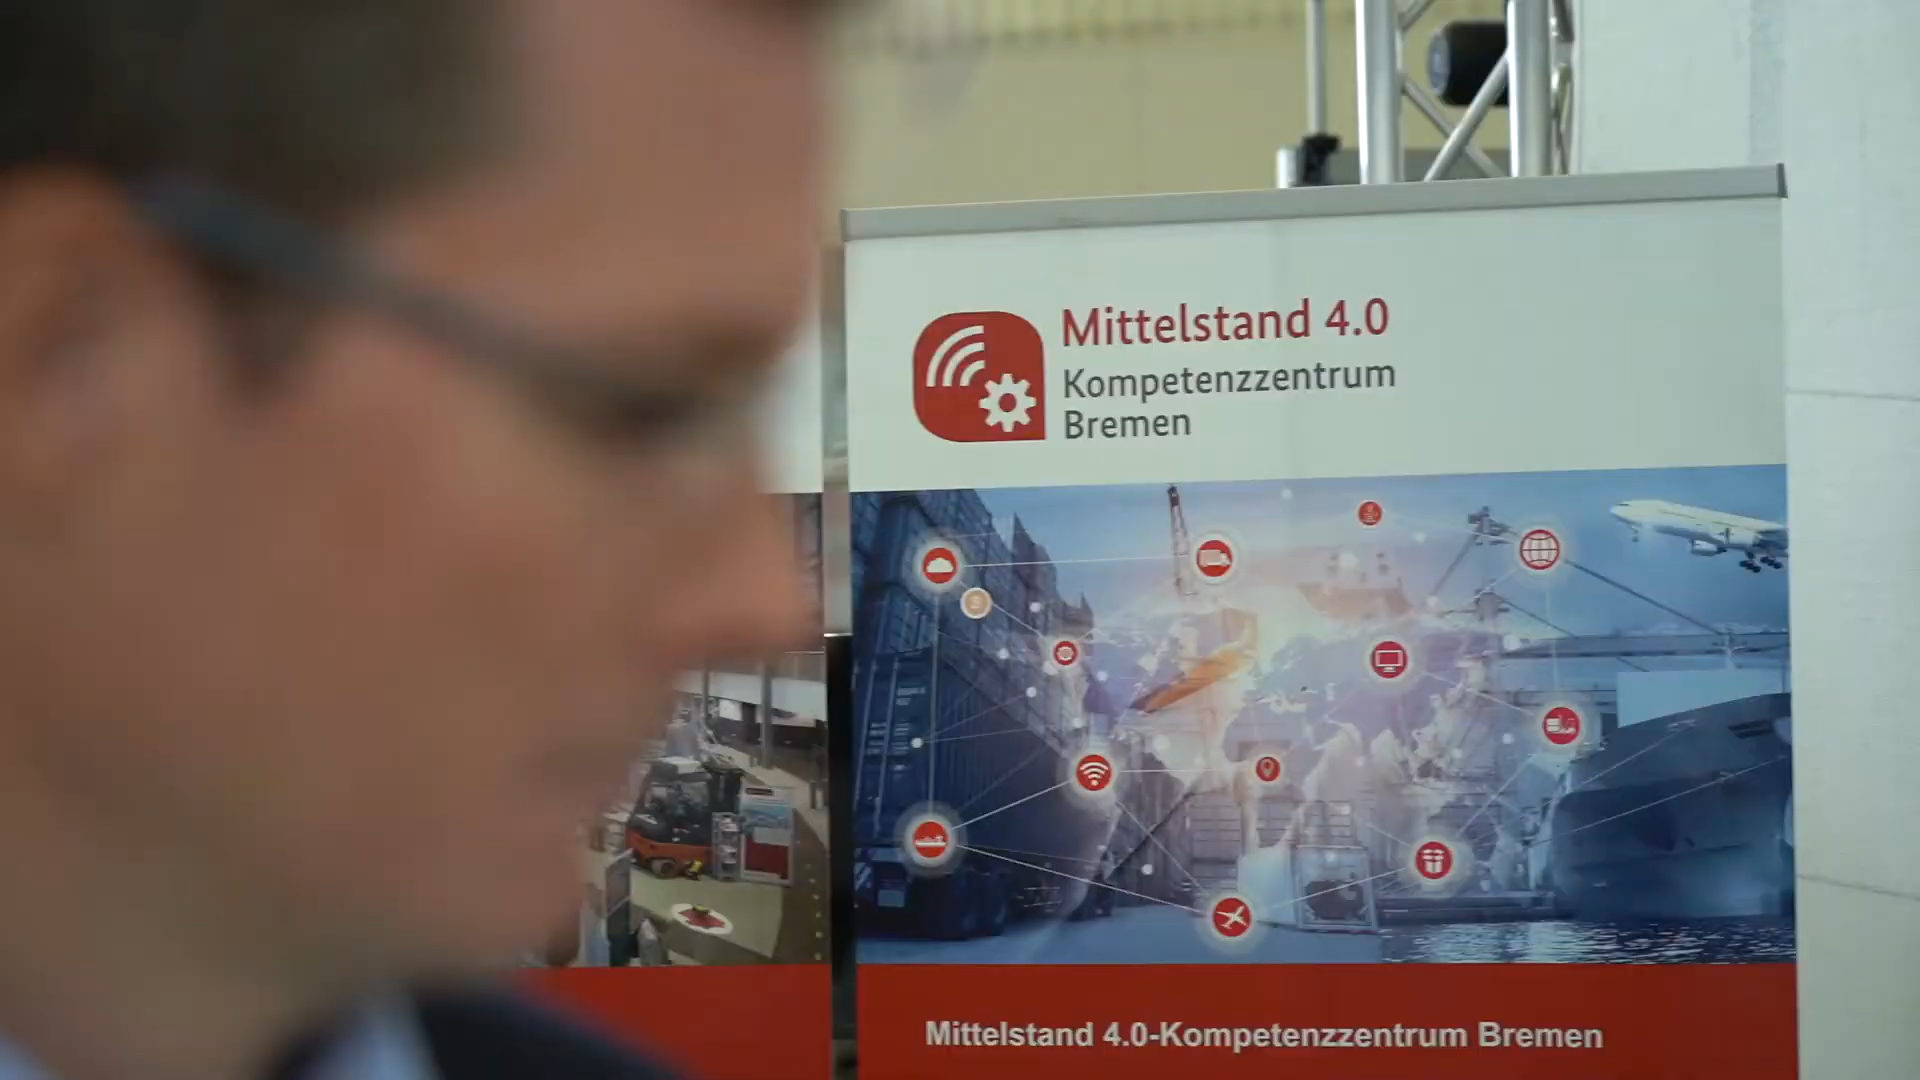 Mittelstand 4.0
Kompetenzzentrum
Bremen
Mittelstand 4.0-Kompetenzzentrum Bremen